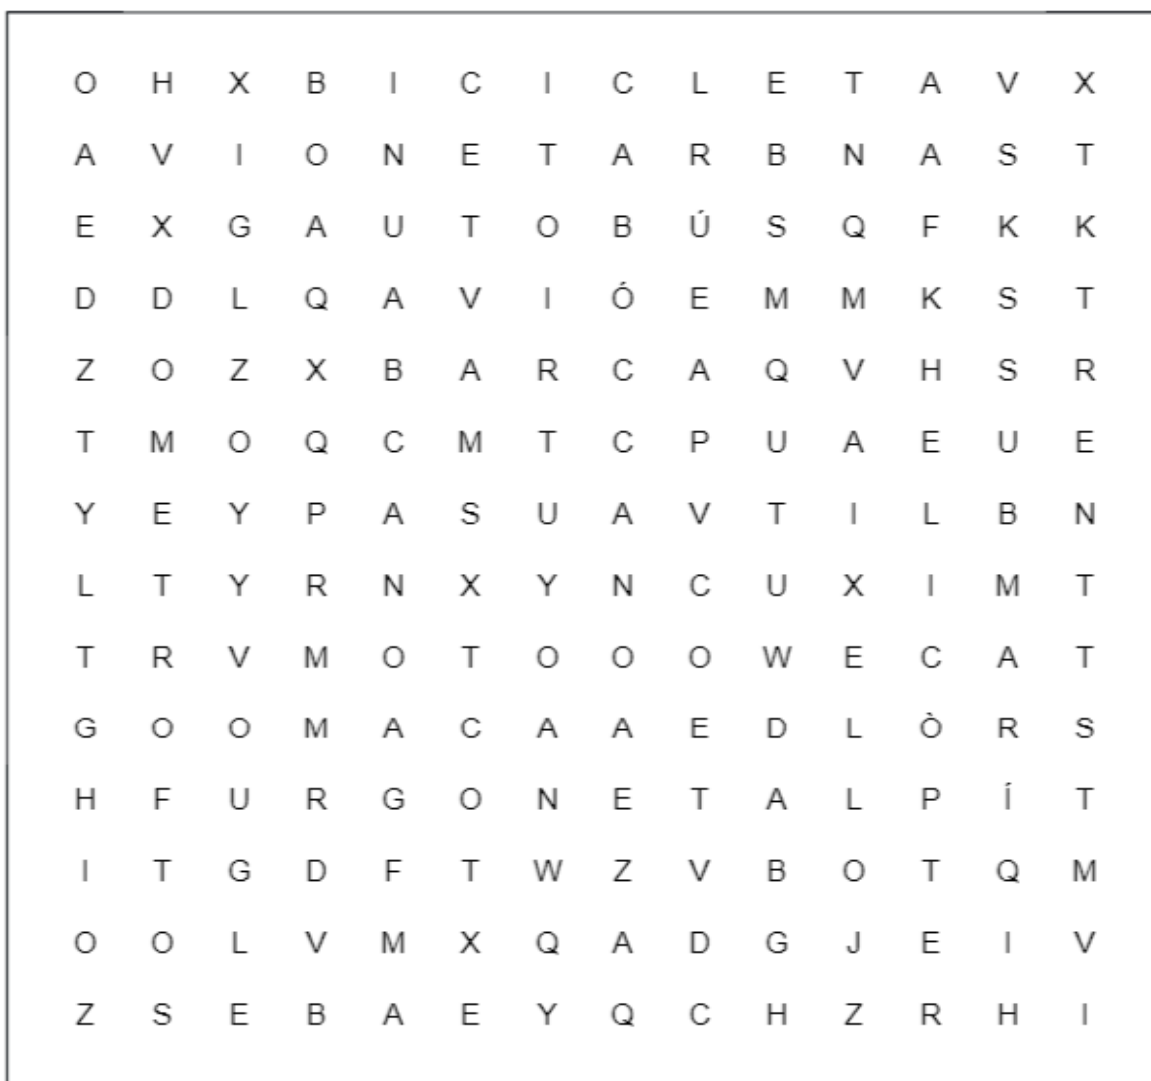 O H X B I C I C L E T A V X
A V I O N E T A R B N A S T
E X G A U T O B Ú S Q F K K
D D L Q A V I Ó E M M K S T
Z O Z X B A R C A Q V H S R
T M O Q C M T C P U A E U E
Y E Y P A S U A V T I L B N
L T Y R N X Y N C U X I M T
T R V M O T O O O W E C A T
G O O M A C A A E D L Ò R S
H F U R G O N E T A L P Í T
I T G D F T W Z V B O T Q M
O O L V M X Q A D G J E I V
Z S E B A E Y Q C H Z R H I